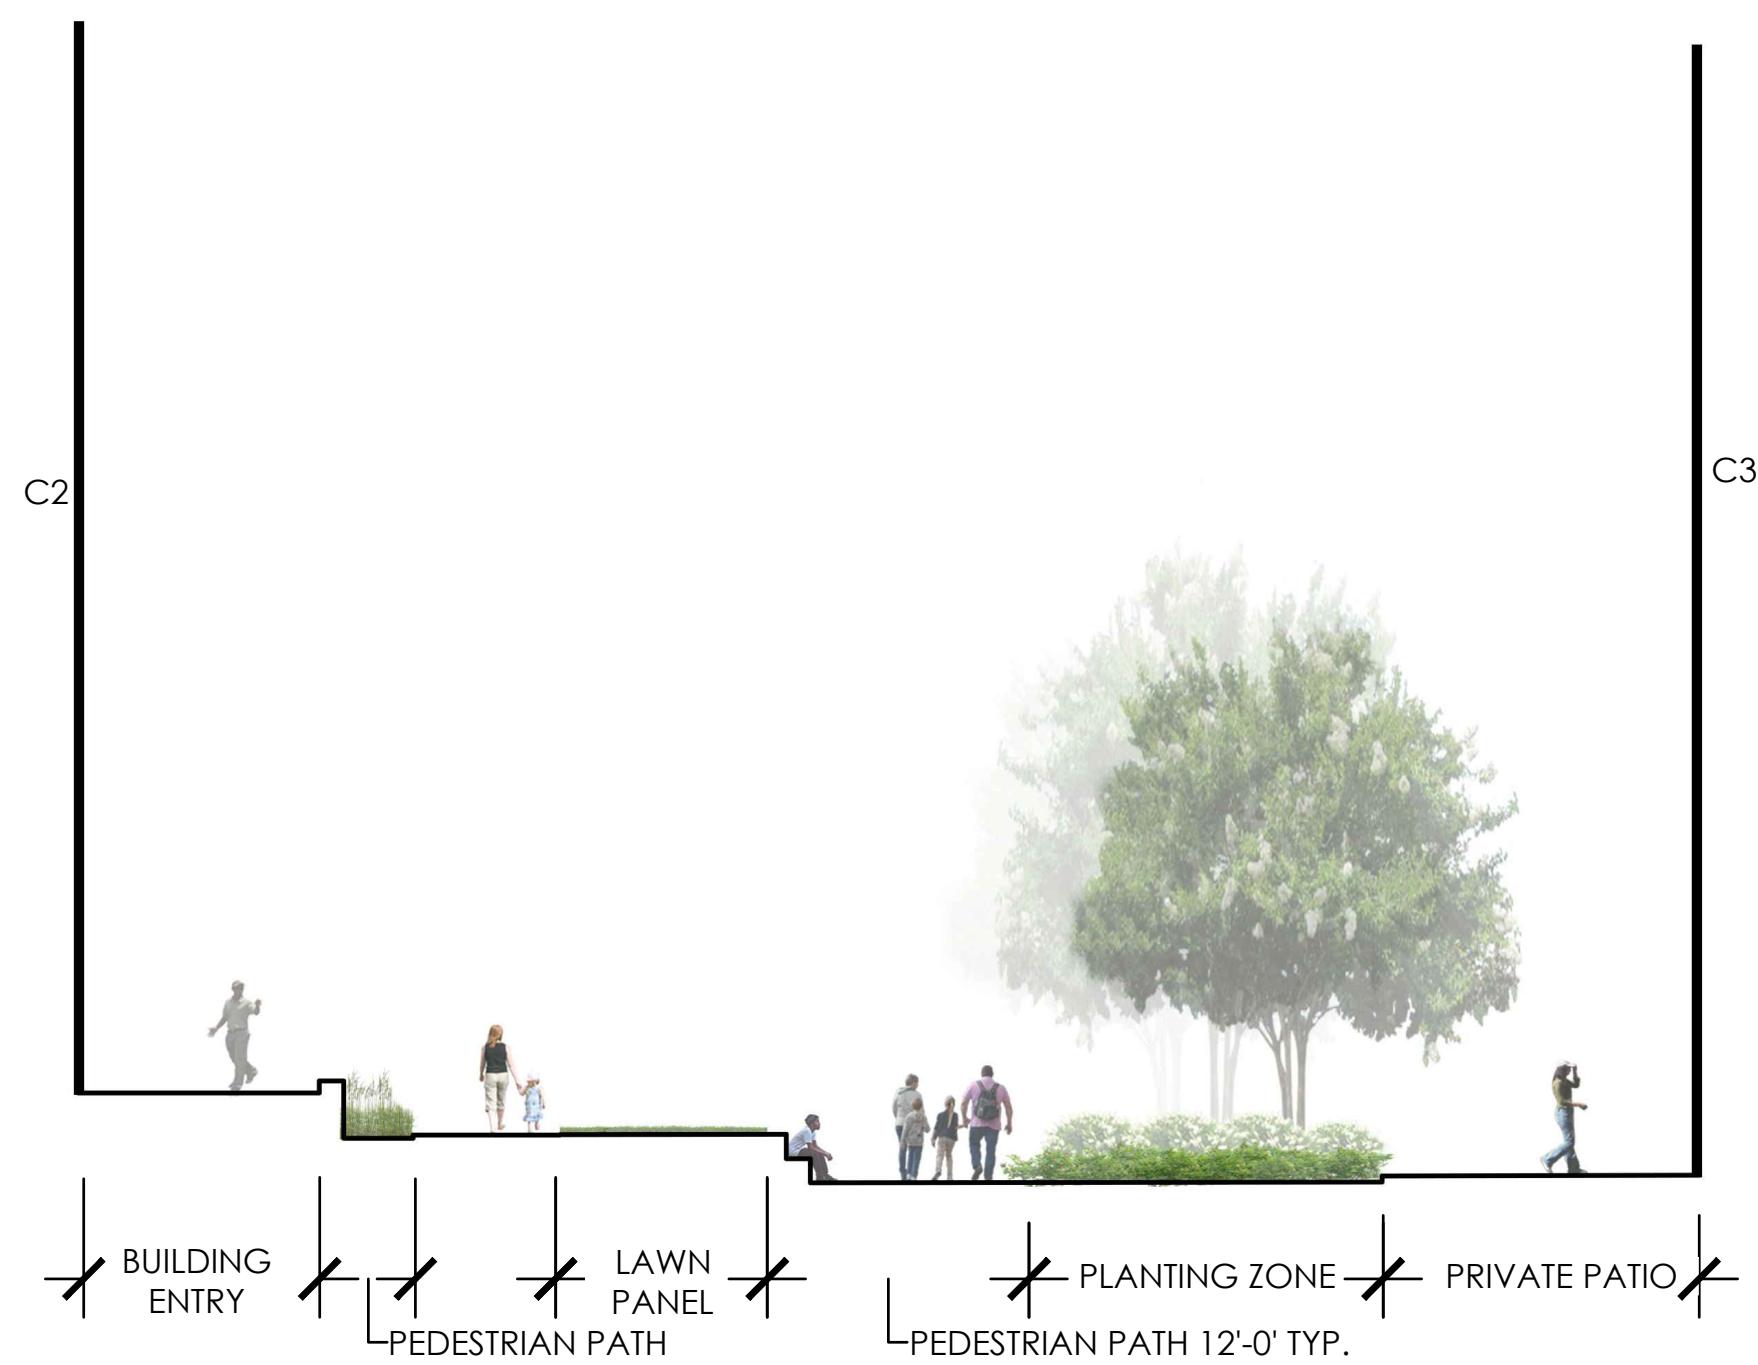 C2
C3
BUILDING
ENTRY
LAWN
PANEL
PLANTING ZONE
PRIVATE PATIO
PEDESTRIAN PATH
PEDESTRIAN PATH 12'-0' TYP.